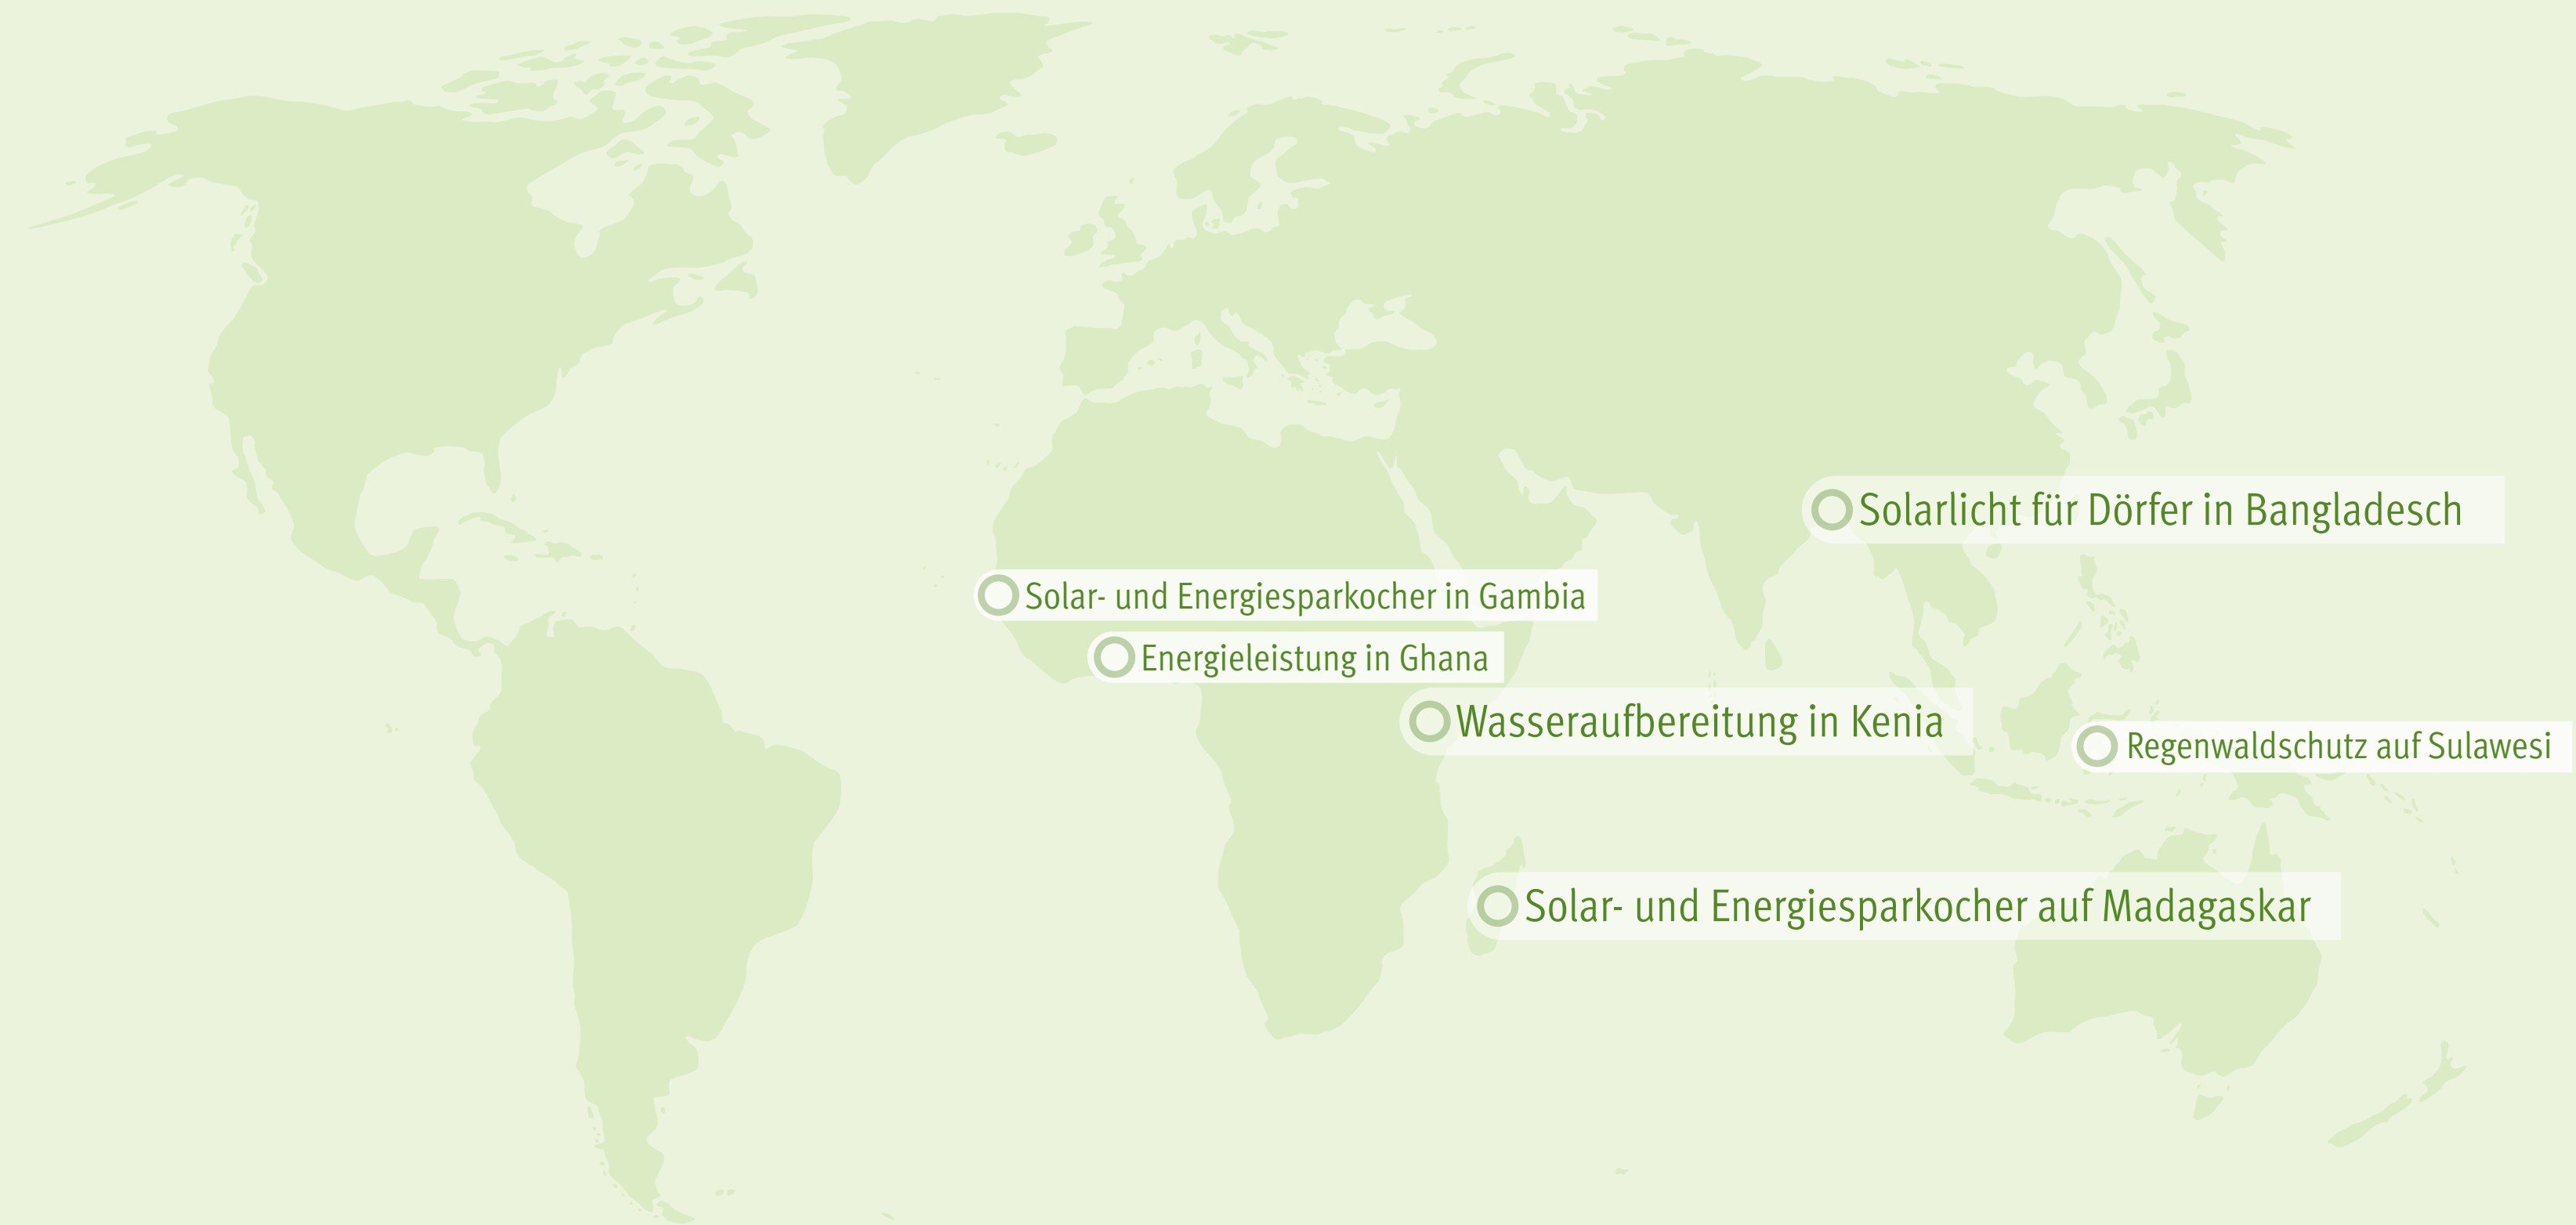 Solarlicht für Dörfer in Bangladesch
Solar- und Energiesparkocher in Gambia
Energieleistung in Ghana
Wasseraufbereitung in Kenia
Regenwaldschutz auf Sulawesi
Solar- und Energiesparkocher auf Madagaskar